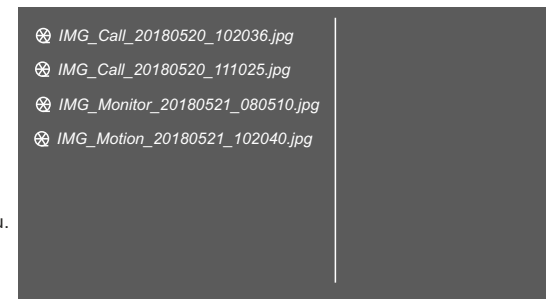 IMG_Call_20180520_102036.jpg
IMG_Call_20180520_111025.jpg
IMG_Monitor_20180521_080510.jpg
IMG_Motion_20180521_102040.jpg